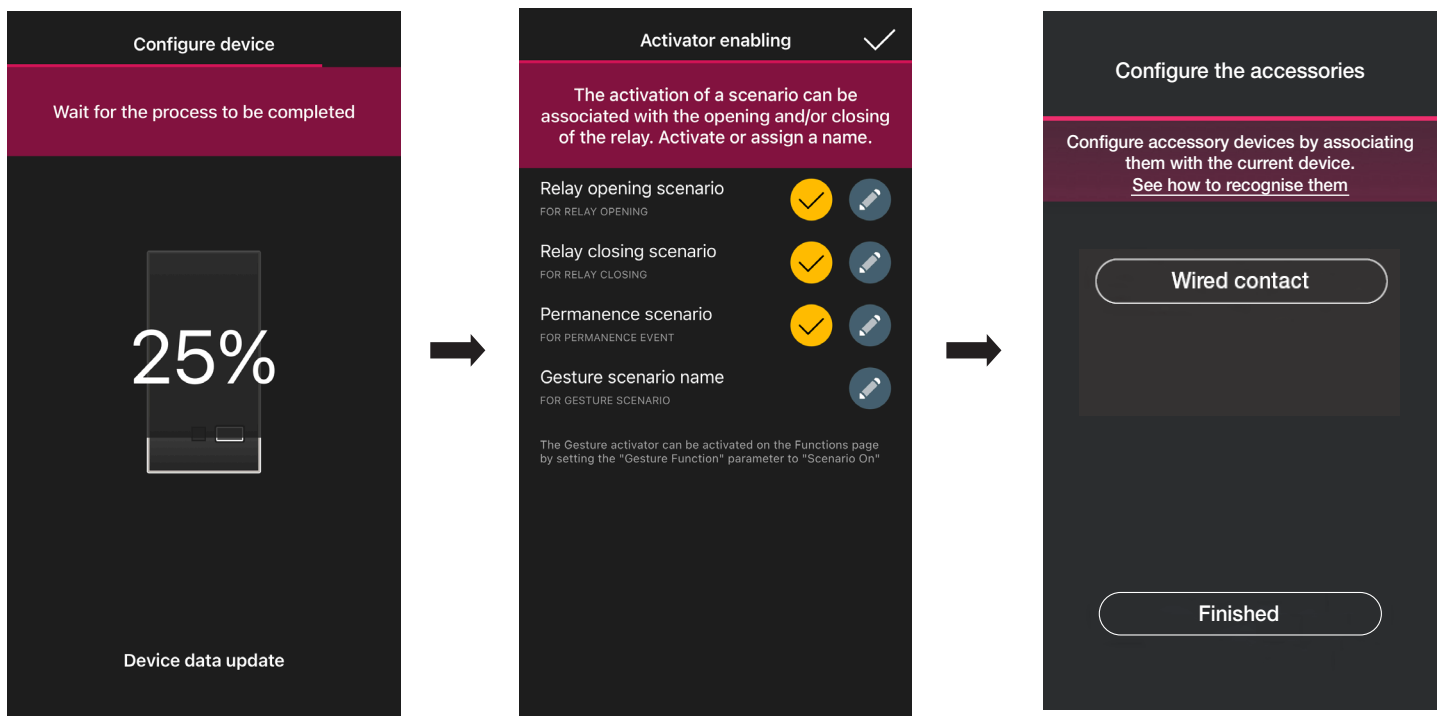 Configure device
Wait for the process to be completed
25%
Device data update
Activator enabling
The activation of a scenario can be
associated with the opening and/or closing
of the relay. Activate or assign a name.
Relay opening scenario
FOR RELAY OPENING
Relay closing scenario
FOR RELAY CLOSING
Permanence scenario
FOR PERMANENCE EVENT
Gesture scenario name
FOR GESTURE SCENARIO
The Gesture activator can be activated on the Functions page
by setting the "Gesture Function" parameter to "Scenario On"
Configure the accessories
Configure accessory devices by associating
them with the current device.
See how to recognise them
Wired contact
Finished